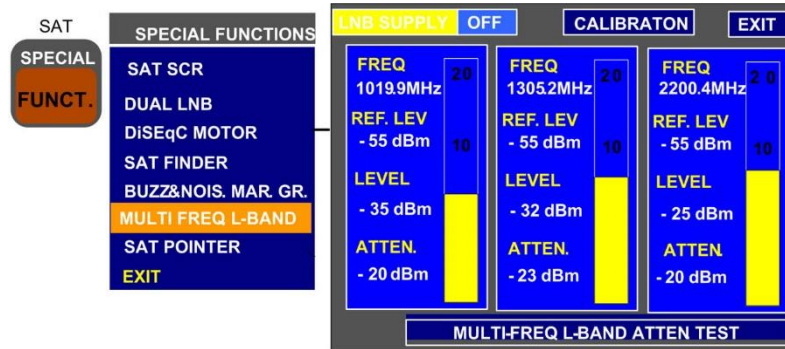 SAT
SPECIAL
FUNCT.
SPECIAL FUNCTIONS
SAT SCR
DUAL LNB
DiSEqC MOTOR
SAT FINDER
BUZZ&NOIS. MAR. GR.
MULTI FREQ L-BAND
SAT POINTER
EXIT
LNB SUPPLY OFF CALIBRATON EXIT
FREQ
1019.9MHz
REF. LEV
- 55 dBm
LEVEL
- 35 dBm
ATTEN.
- 20 dBm
20
10
FREQ
1305.2MHz
REF. LEV
- 55 dBm
LEVEL
- 32 dBm
ATTEN.
- 23 dBm
20
10
FREQ
2200.4MHz
REF. LEV
- 55 dBm
LEVEL
- 25 dBm
ATTEN.
- 20 dBm
2 0
10
MULTI-FREQ L-BAND ATTEN TEST